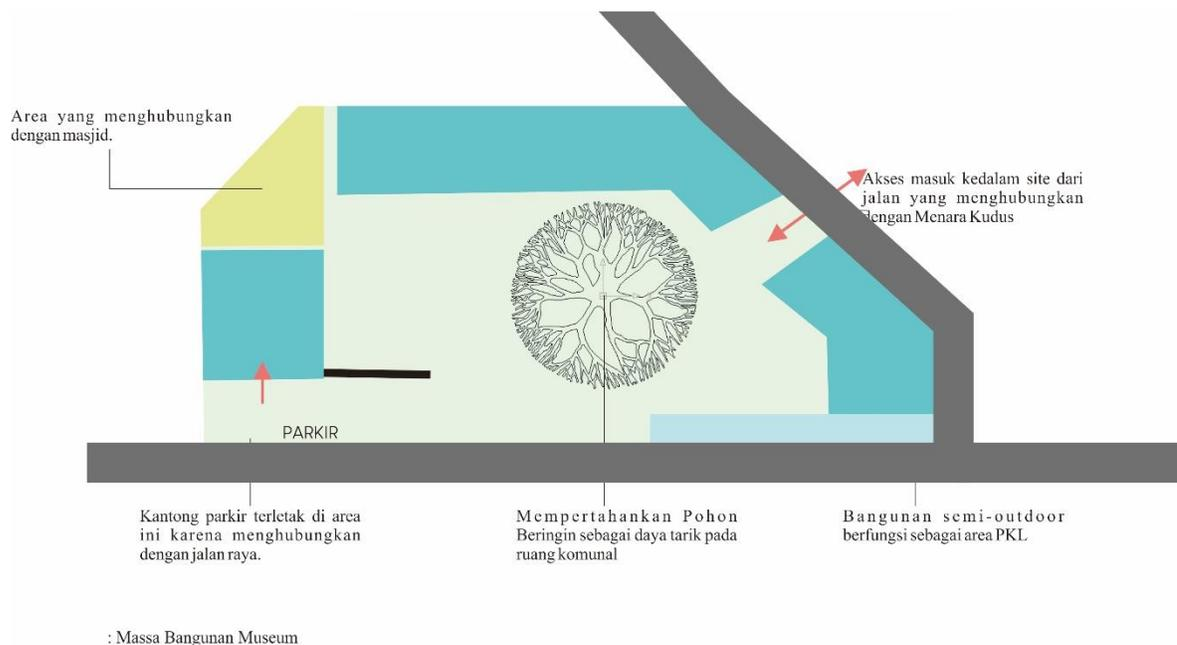 Area yang menghubungkan
dengan masjid.
Akses masuk kedalam site dari
jalan yang menghubungkan
dengan Menara Kudus
PARKIR
Kantong parkir terletak di area
ini karena menghubungkan
dengan jalan raya.
Mempertahankan Pohon
Beringin sebagai daya tarik pada
ruang komunal
Bangunan semi-outdoor
berfungsi sebagai area PKL
: Massa Bangunan Museum